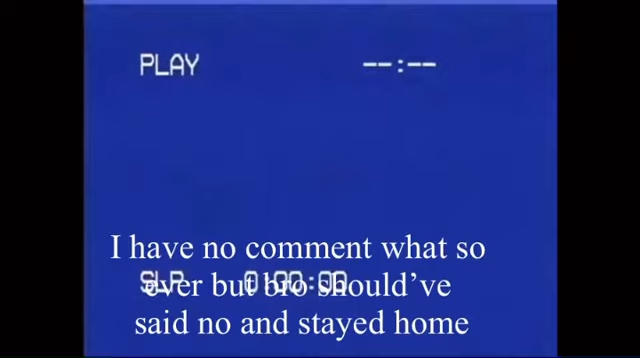 PLAY --:--
I have no comment what so
SLP 0:00:00
ever but bro should've
said no and stayed home